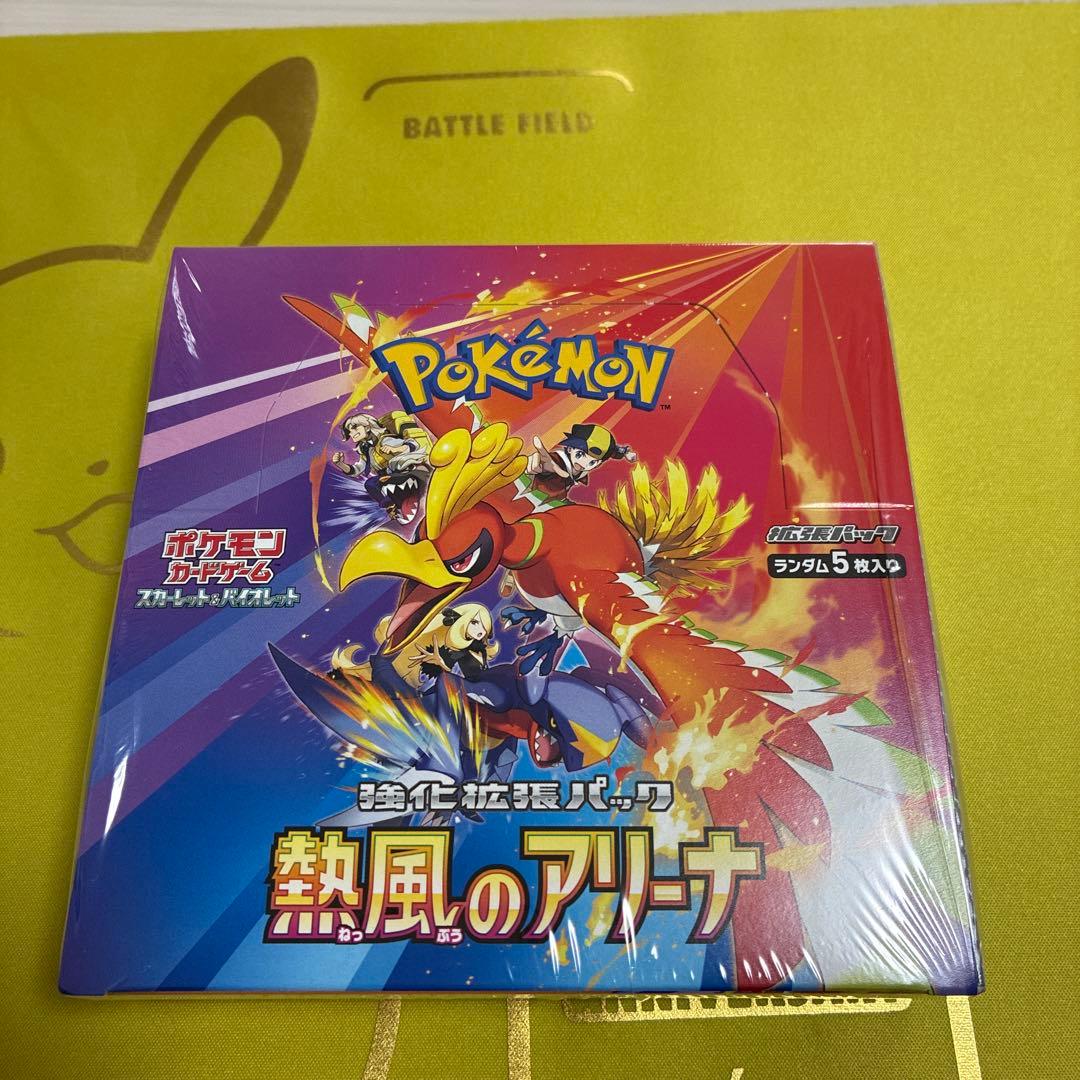 BATTLE FIELD
POKéMON
™
ポケモン
カードゲーム
スカーレット&バイオレット
拡張パック
ランダム5枚入り
強化拡張パック
熱風のアリーナ
ねっ ぷう